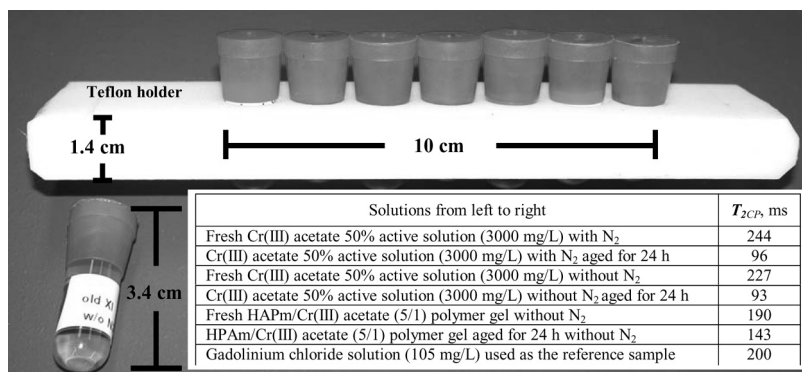 Teflon holder
1.4 cm
10 cm
3.4 cm
old XI
w/o N
Solutions from left to right T2CP, ms
Fresh Cr(III) acetate 50% active solution (3000 mg/L) with N2 244
Cr(III) acetate 50% active solution (3000 mg/L) with N2 aged for 24 h 96
Fresh Cr(III) acetate 50% active solution (3000 mg/L) without N2 227
Cr(III) acetate 50% active solution (3000 mg/L) without N2 aged for 24 h 93
Fresh HAPm/Cr(III) acetate (5/1) polymer gel without N2 190
HPAm/Cr(III) acetate (5/1) polymer gel aged for 24 h without N2 143
Gadolinium chloride solution (105 mg/L) used as the reference sample 200